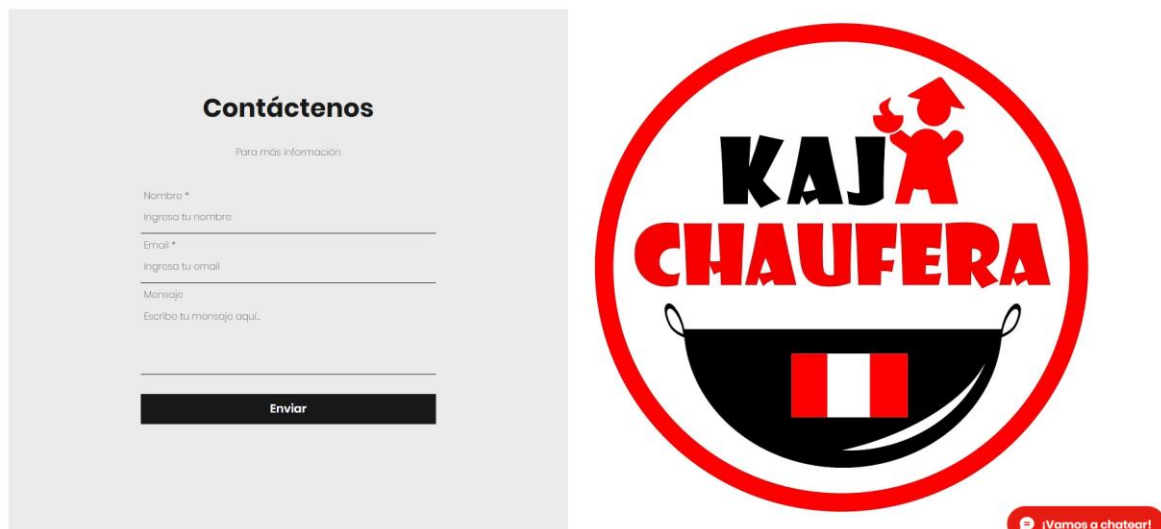 Contáctenos
Para más información
Nombre *
Ingresa tu nombre
Email *
Ingresa tu email
Mensaje
Escribe tu mensaje aquí...
Enviar
KAJA
CHAUFERA
¡Vamos a chatear!